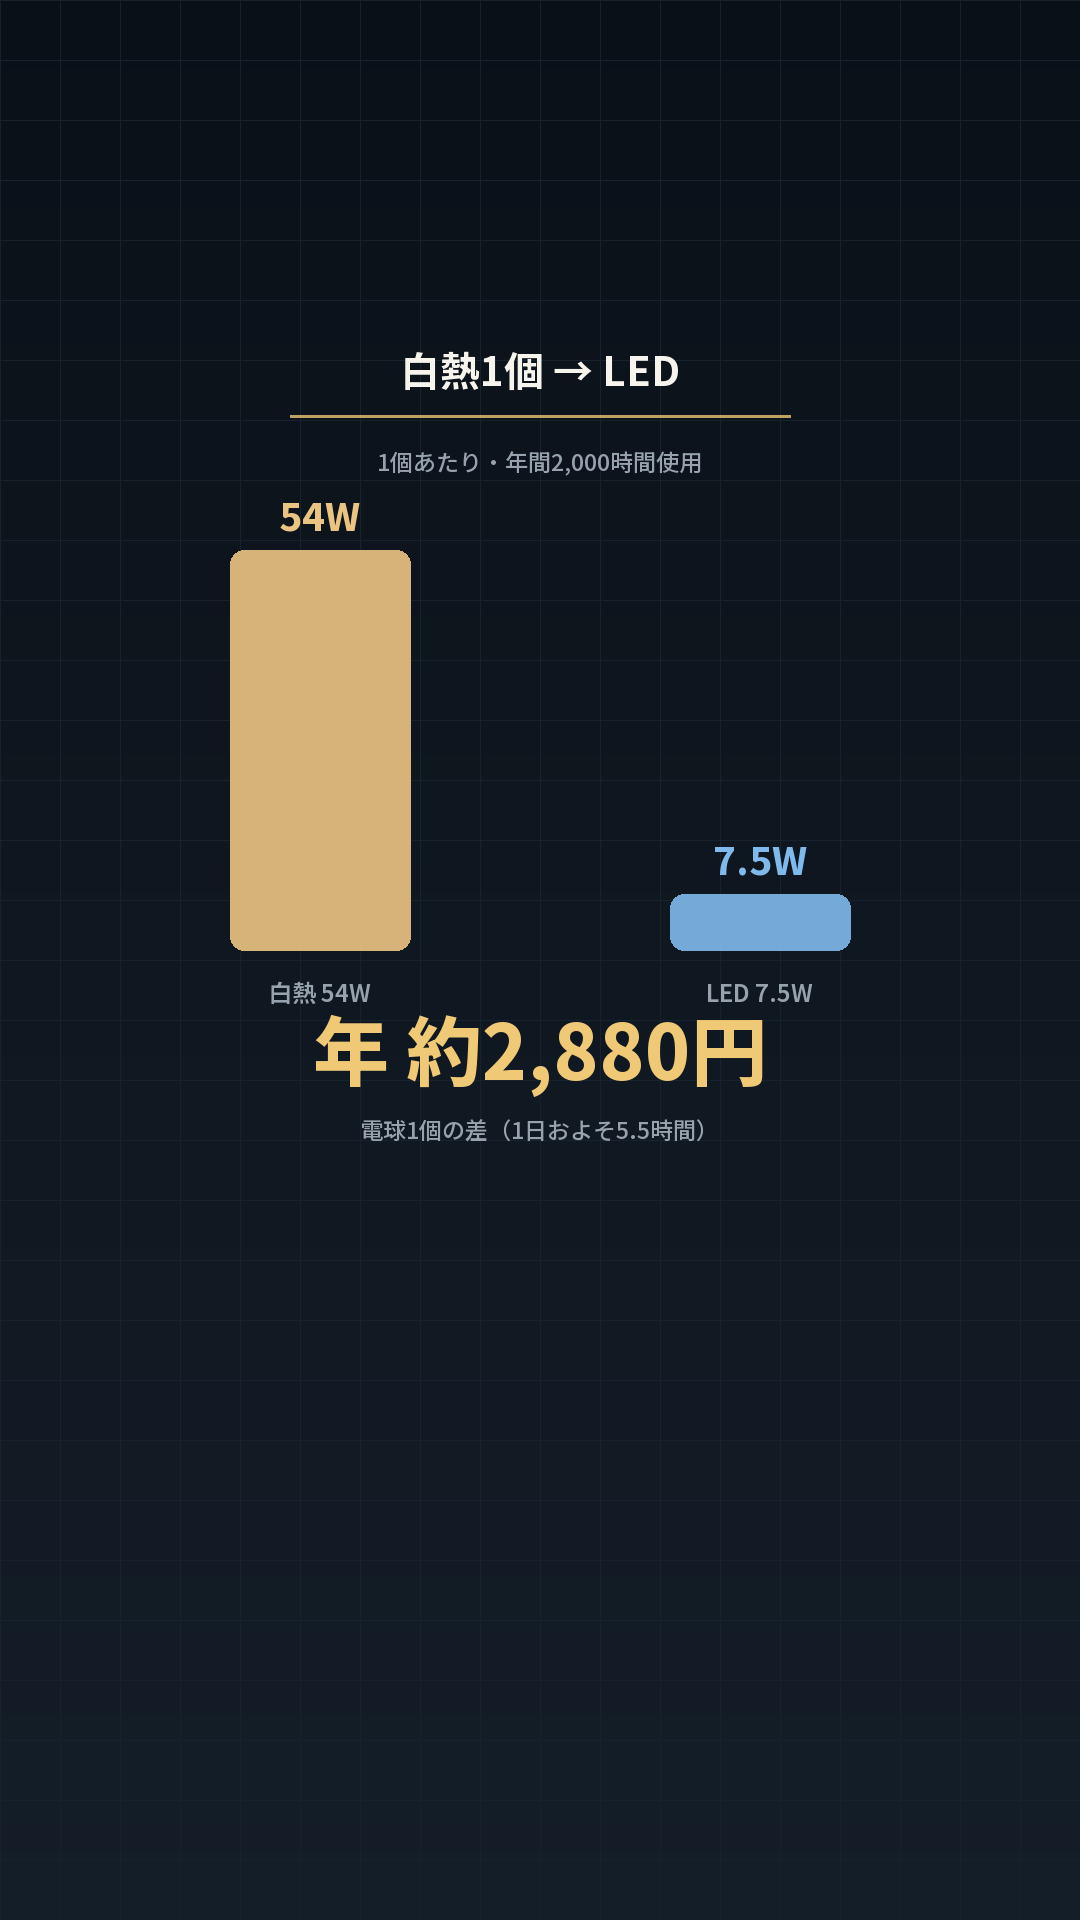 白熱1個 → LED
1個あたり・年間2,000時間使用
54W
7.5W
白熱 54W
LED 7.5W
年 約2,880円
電球1個の差（1日およそ5.5時間）